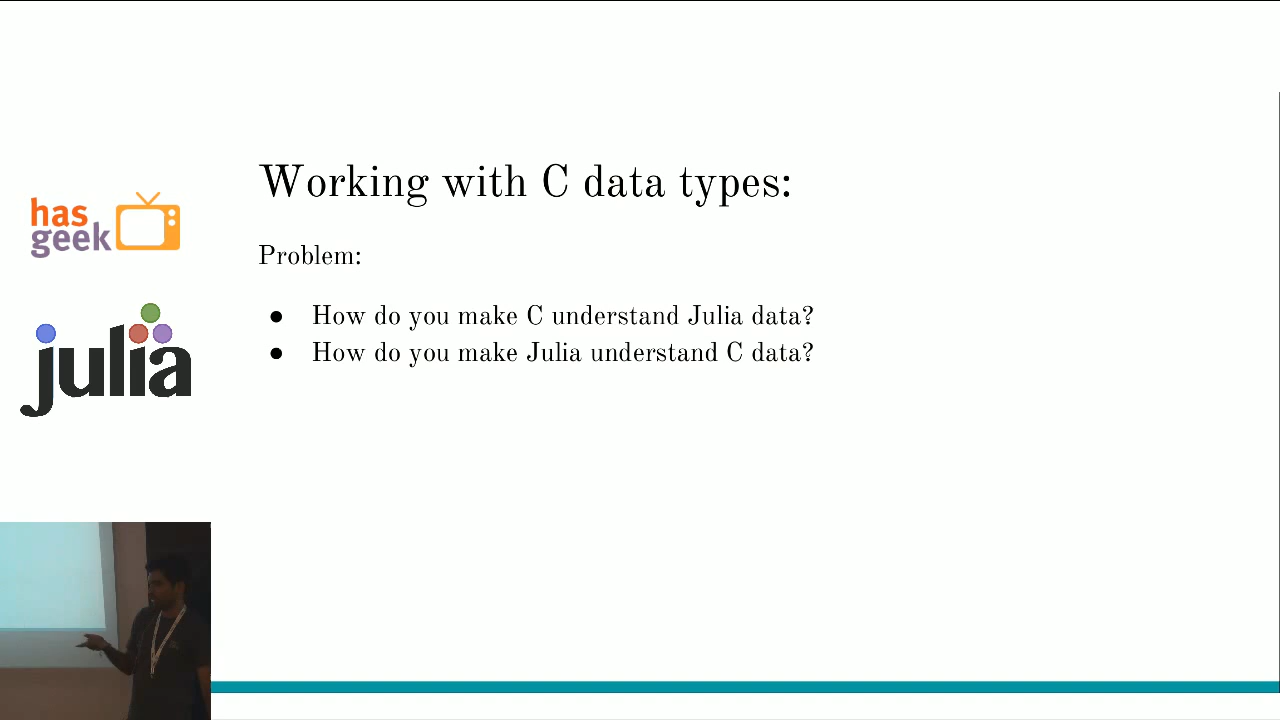 Working with C data types:
has
geek
Problem:
julia
● How do you make C understand Julia data?
● How do you make Julia understand C data?